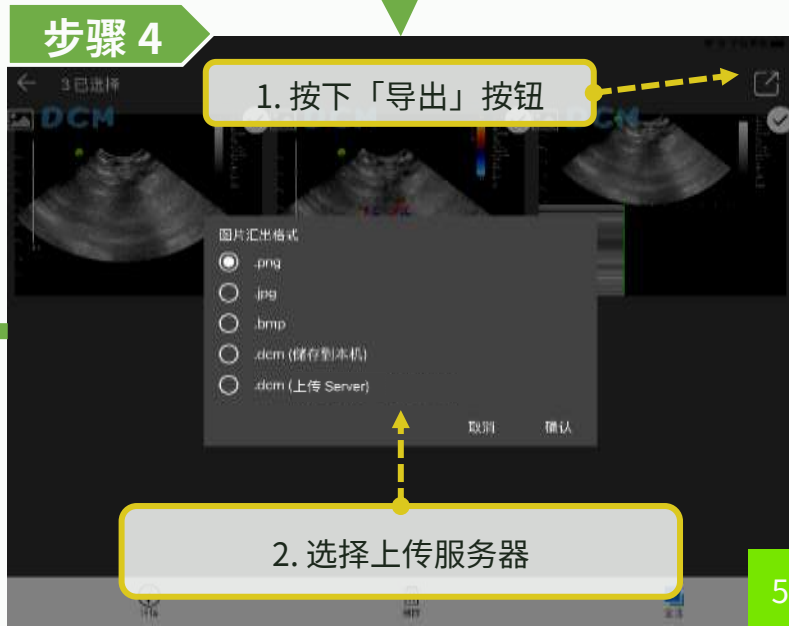 步骤 4
3已选择
1. 按下「导出」按钮
DCM
图片汇出格式
.png
.jpg
.bmp
.dcm (储存到本机)
.dcm (上传 Server)
取消 确认
2. 选择上传服务器
5